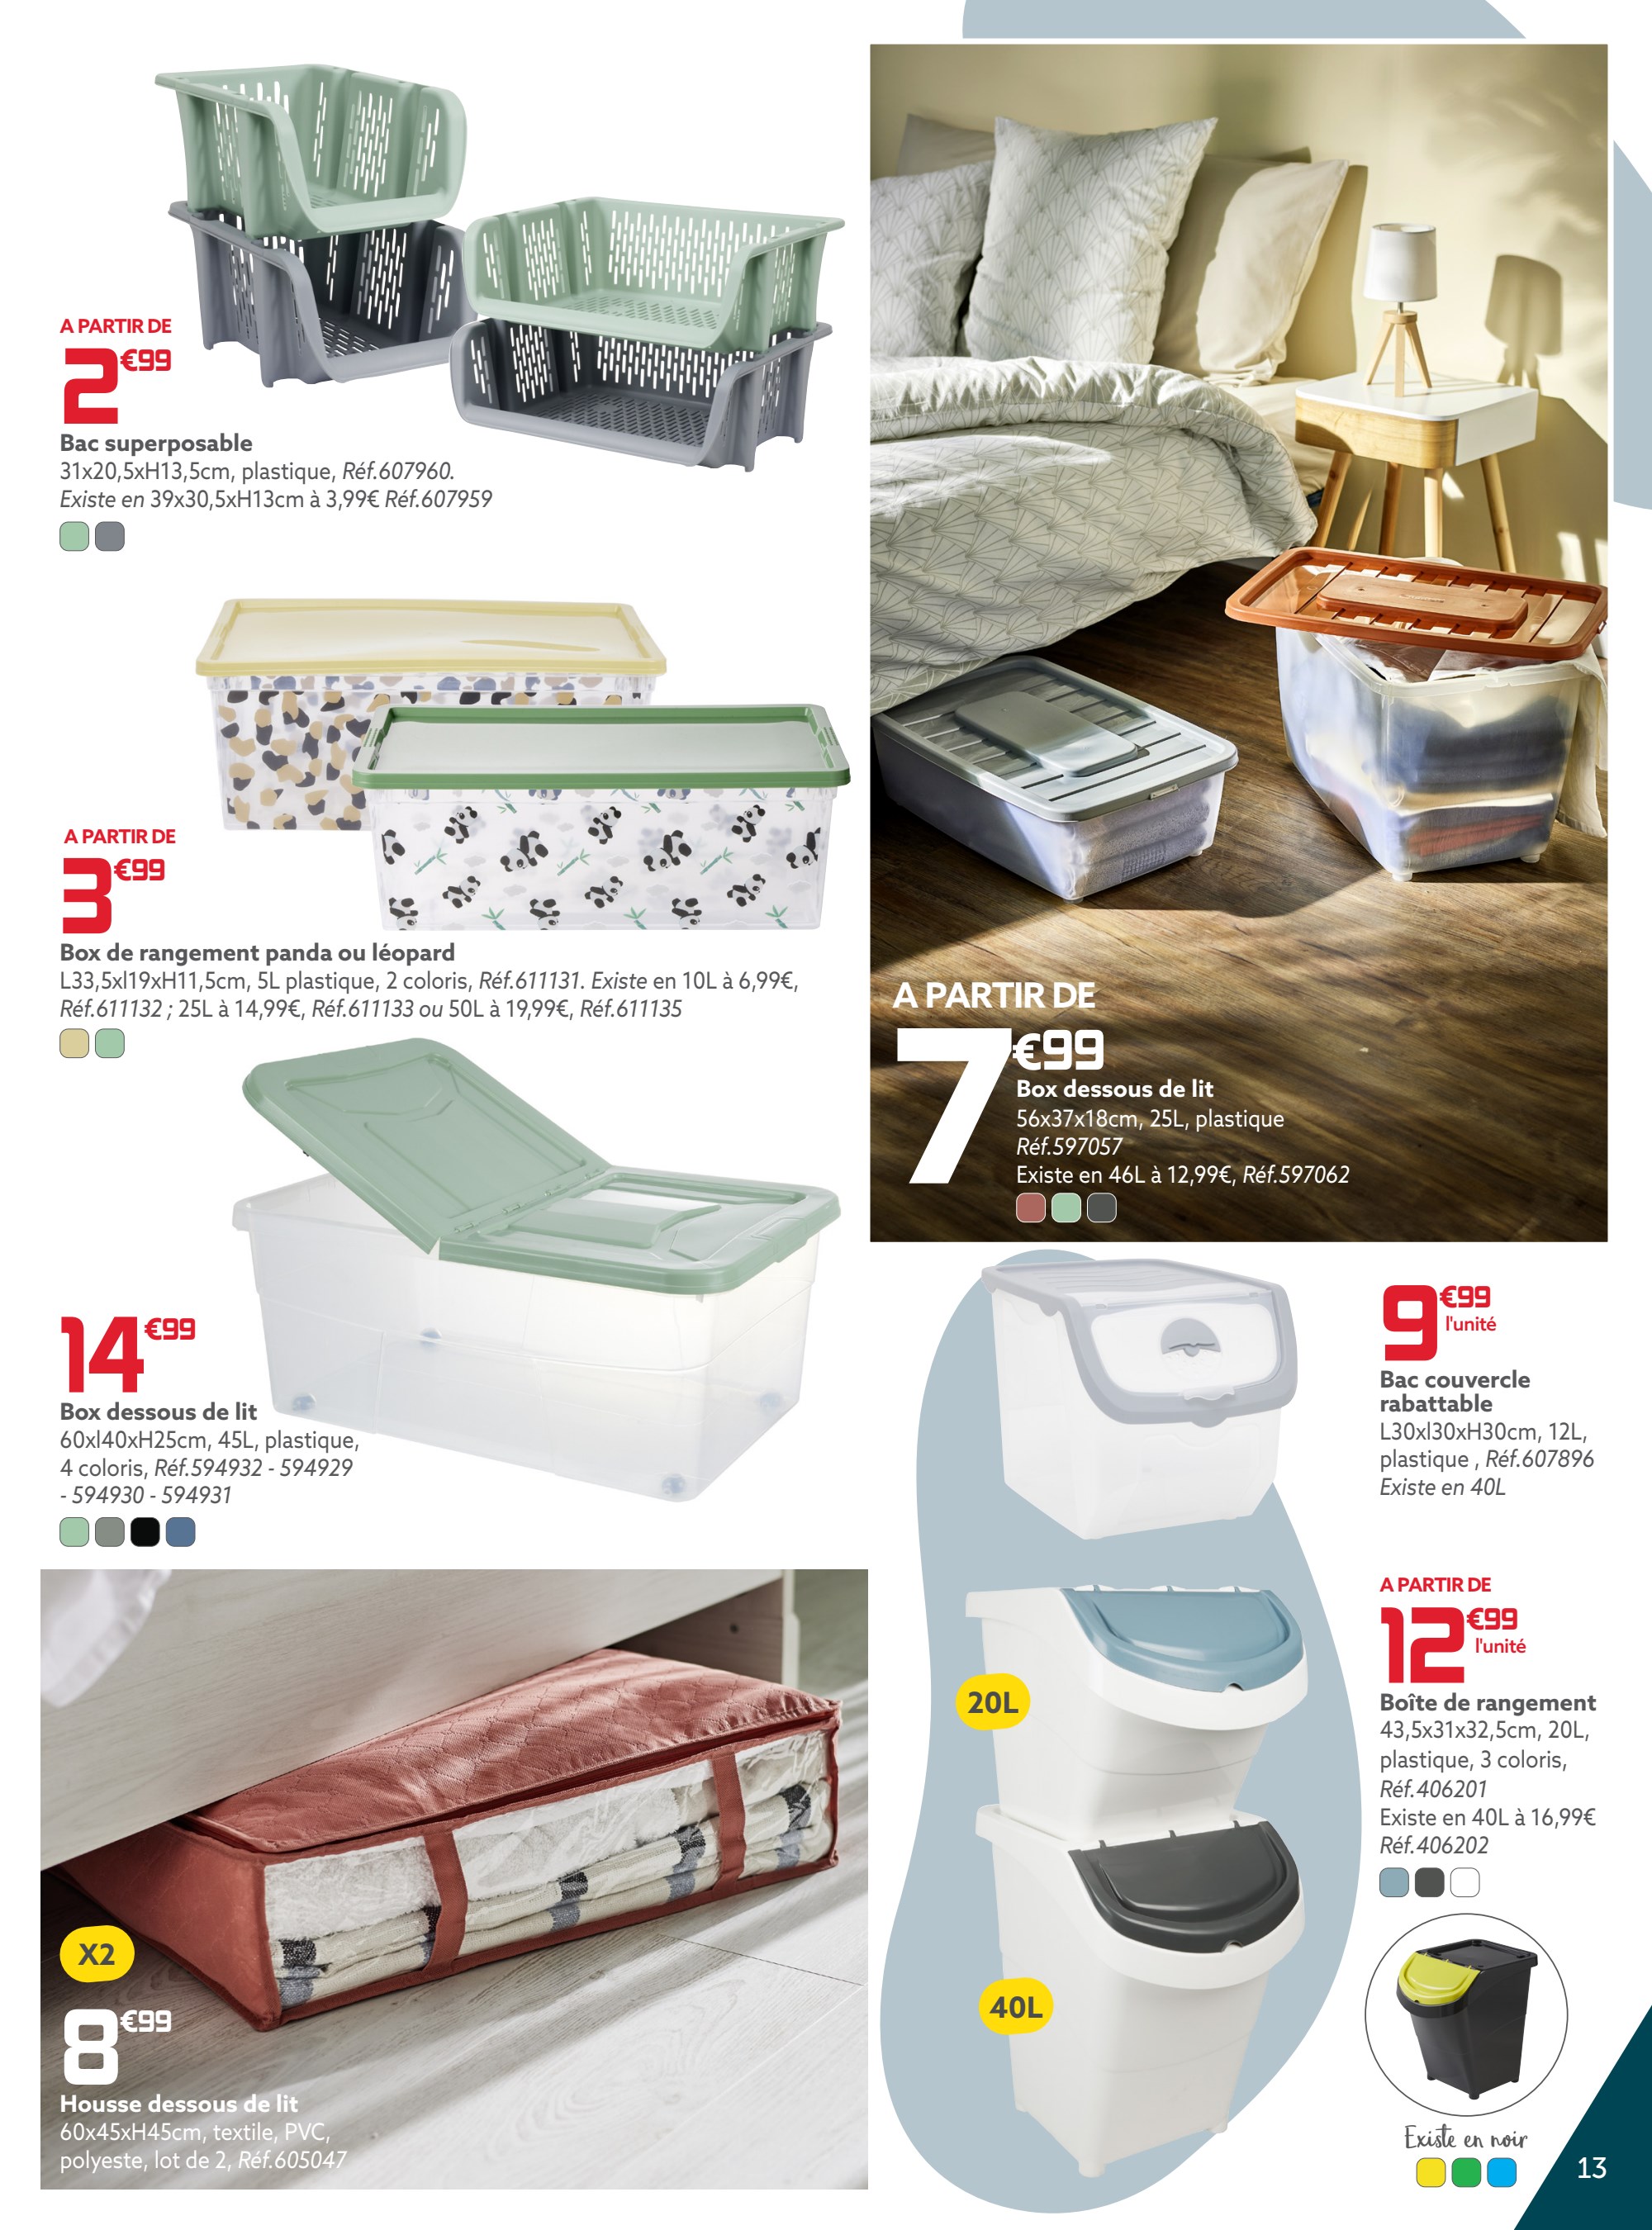 A PARTIR DE
2€99
Bac superposable
31x20,5xH13,5cm, plastique, Réf.607960.
Existe en 39x30,5xH13cm à 3,99€ Réf.607959
A PARTIR DE
3€99
Box de rangement panda ou léopard
L33,5xl19xH11,5cm, 5L plastique, 2 coloris, Réf.611131. Existe en 10L à 6,99€,
Réf.611132 ; 25L à 14,99€, Réf.611133 ou 50L à 19,99€, Réf.611135
14€99
Box dessous de lit
60xl40xH25cm, 45L, plastique,
4 coloris, Réf.594932 - 594929
- 594930 - 594931
X2
8€99
Housse dessous de lit
60x45xH45cm, textile, PVC,
polyeste, lot de 2, Réf.605047
A PARTIR DE
7€99
Box dessous de lit
56x37x18cm, 25L, plastique
Réf.597057
Existe en 46L à 12,99€, Réf.597062
9€99
l'unité
Bac couvercle
rabattable
L30xl30xH30cm, 12L,
plastique , Réf.607896
Existe en 40L
A PARTIR DE
12€99
l'unité
Boîte de rangement
43,5x31x32,5cm, 20L,
plastique, 3 coloris,
Réf.406201
Existe en 40L à 16,99€
Réf.406202
20L
40L
Existe en noir
13